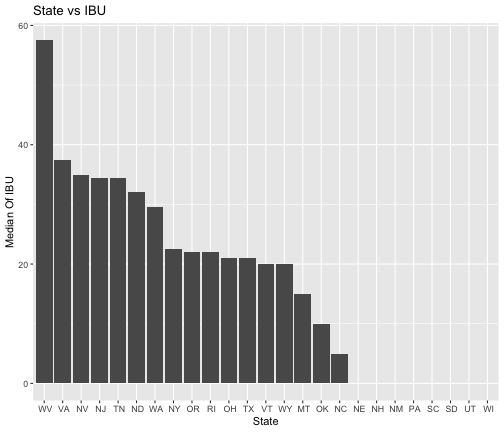 State vs IBU
60
40
20
0
Median Of IBU
WV VA NV NJ TN ND WA NY OR RI OH TX VT WY MT OK NC NE NH NM PA SC SD UT WI
State